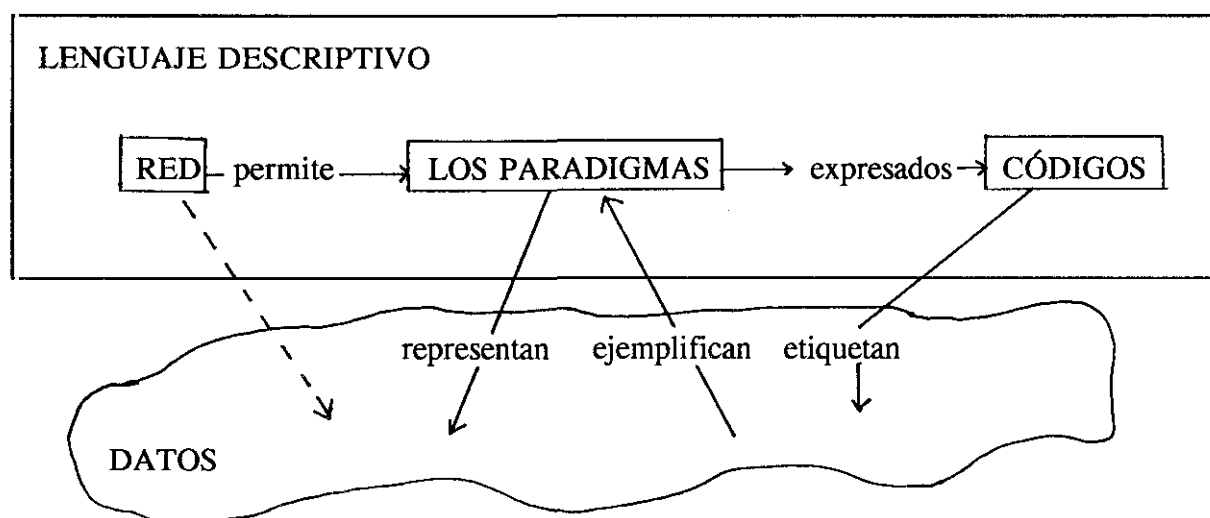 LENGUAJE DESCRIPTIVO
RED permite LOS PARADIGMAS expresados CÓDIGOS
representan ejemplifican etiquetan
DATOS